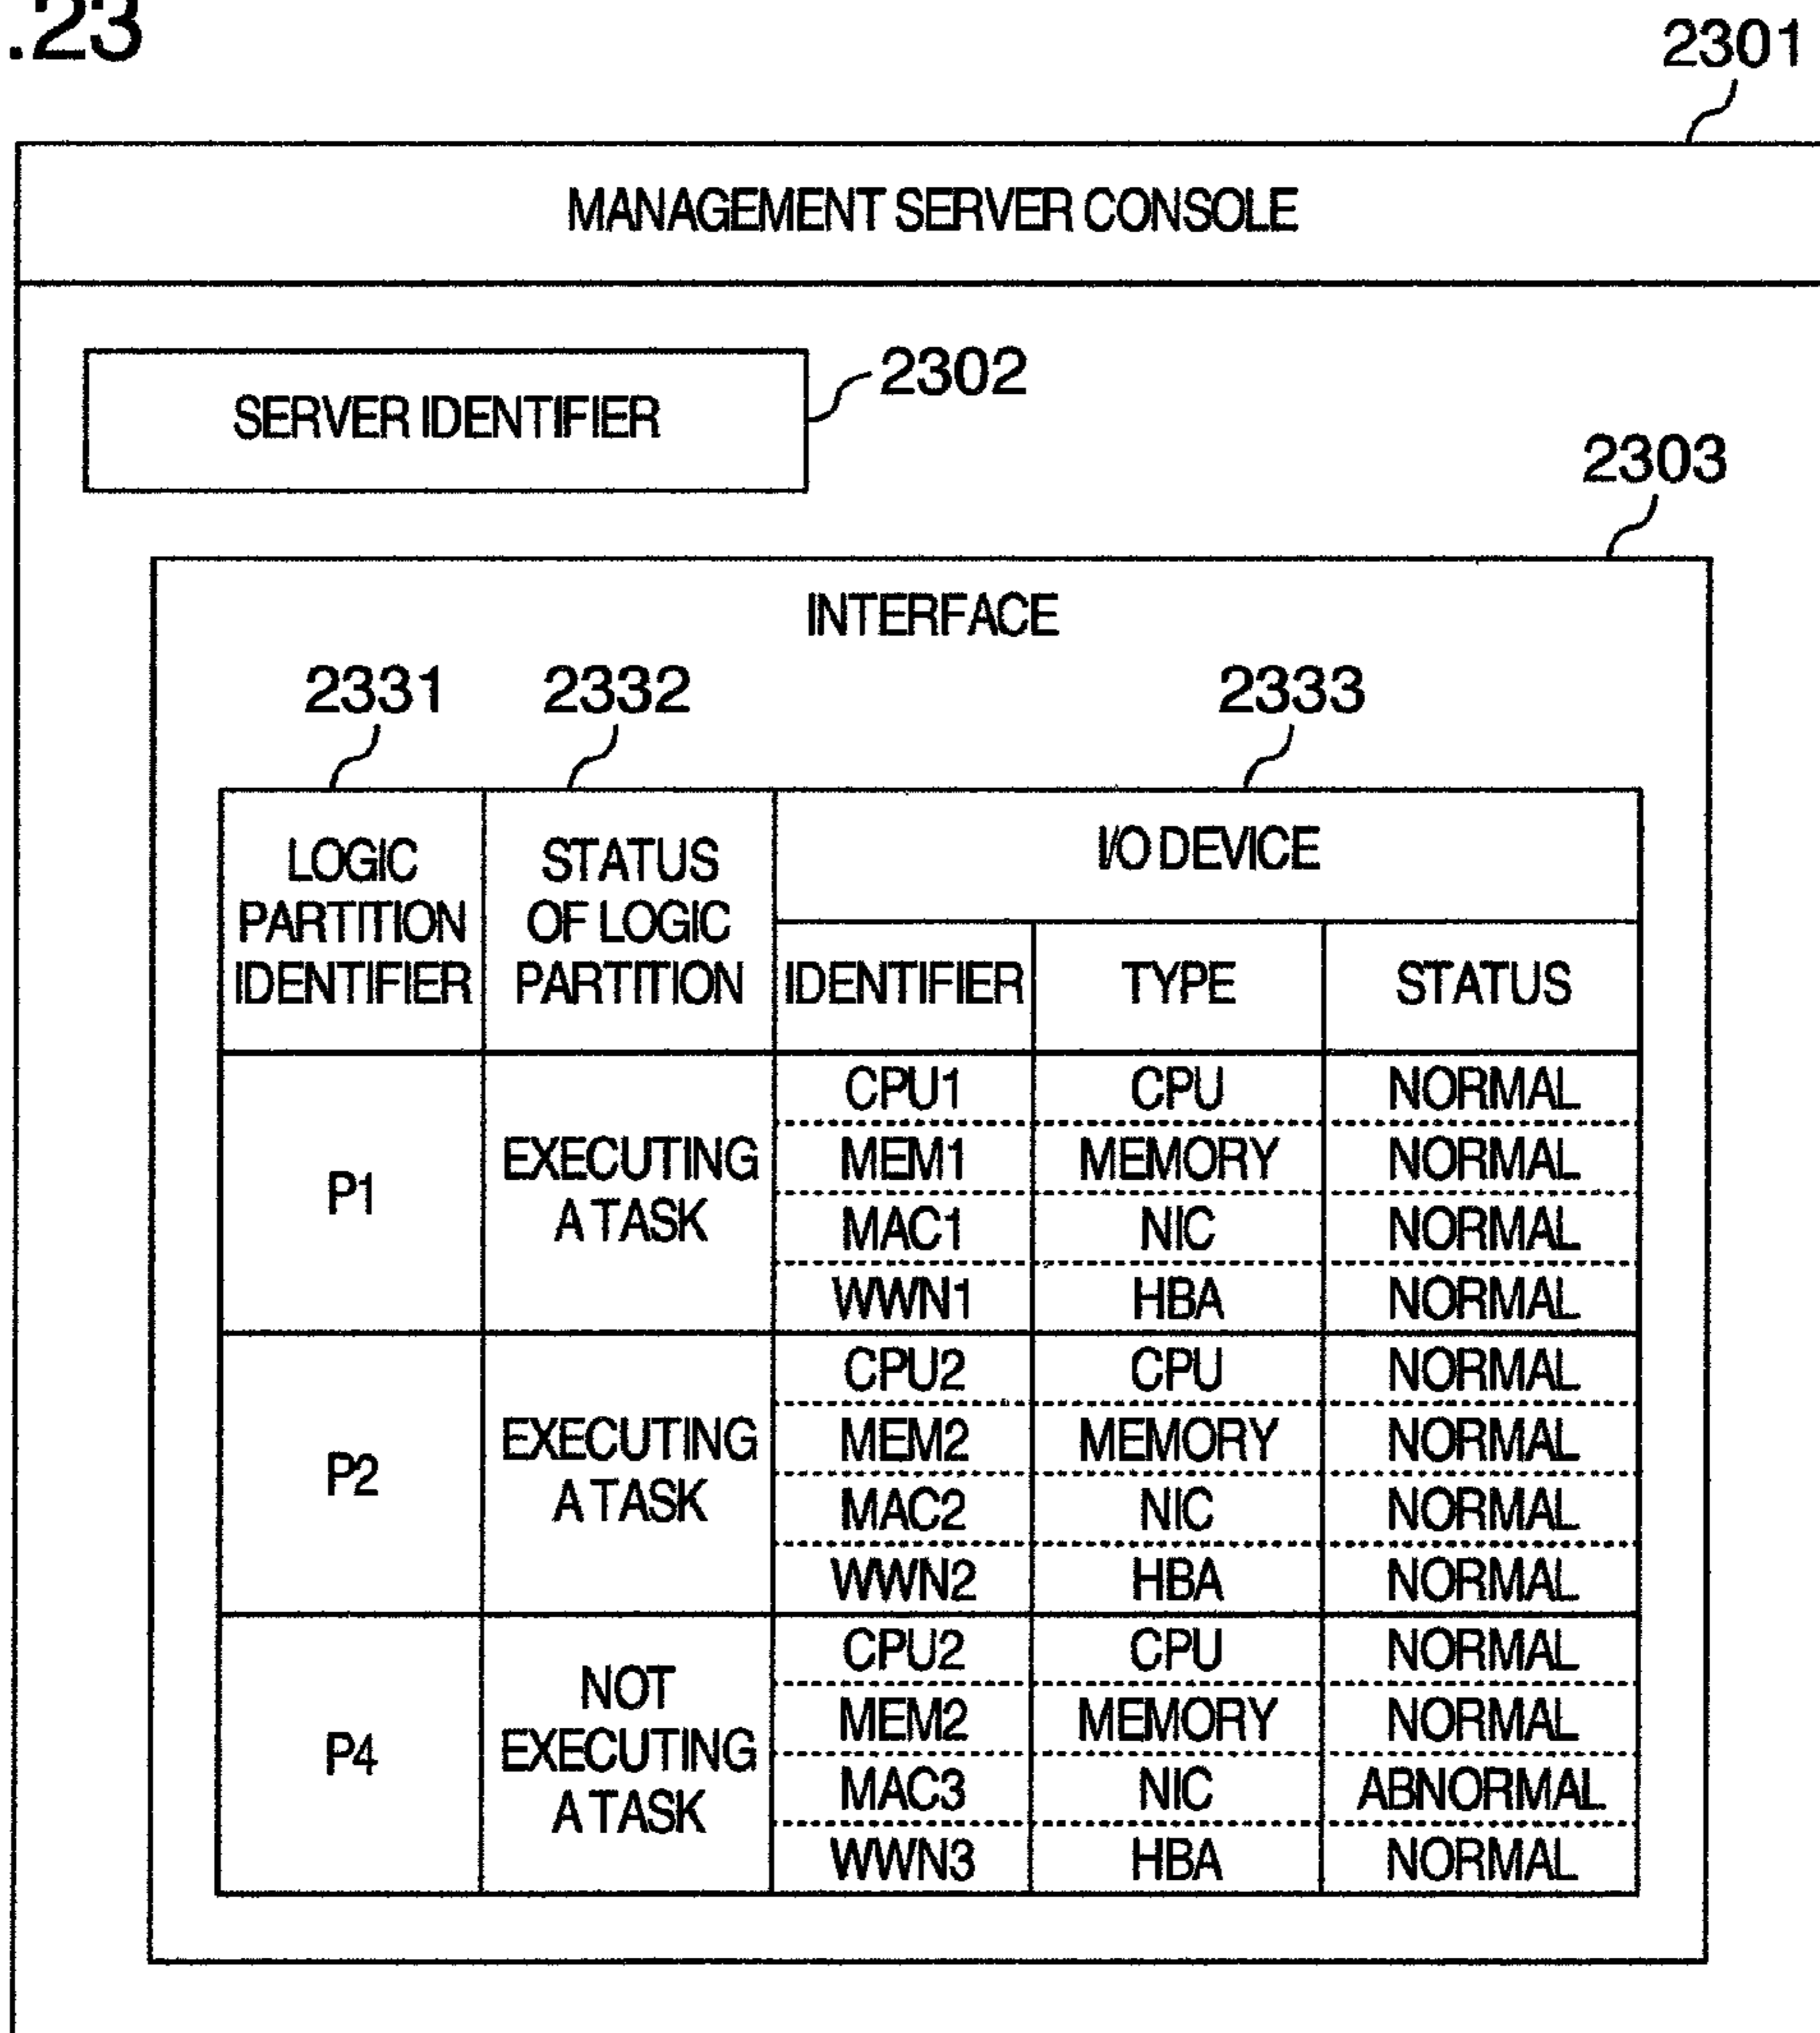 .23
2301
MANAGEMENT SERVER CONSOLE
SERVER IDENTIFIER
2302
2303
INTERFACE
2331 2332 2333
LOGIC PARTITION IDENTIFIER STATUS OF LOGIC PARTITION I/O DEVICE
IDENTIFIER TYPE STATUS
P1 EXECUTING A TASK
CPU1 CPU NORMAL
MEM1 MEMORY NORMAL
MAC1 NIC NORMAL
WWN1 HBA NORMAL
P2 EXECUTING A TASK
CPU2 CPU NORMAL
MEM2 MEMORY NORMAL
MAC2 NIC NORMAL
WWN2 HBA NORMAL
P4 NOT EXECUTING A TASK
CPU2 CPU NORMAL
MEM2 MEMORY NORMAL
MAC3 NIC ABNORMAL
WWN3 HBA NORMAL